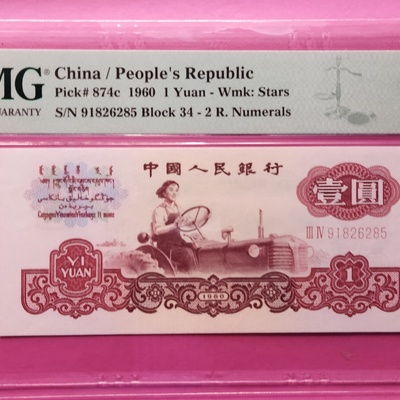 MG®
GUARANTY
China / People's Republic
Pick# 874c 1960 1 Yuan - Wmk: Stars
S/N 91826285 Block 34 - 2 R. Numerals
中國人民銀行
壹圓
III IV 91826285
YI
YUAN
1
1960